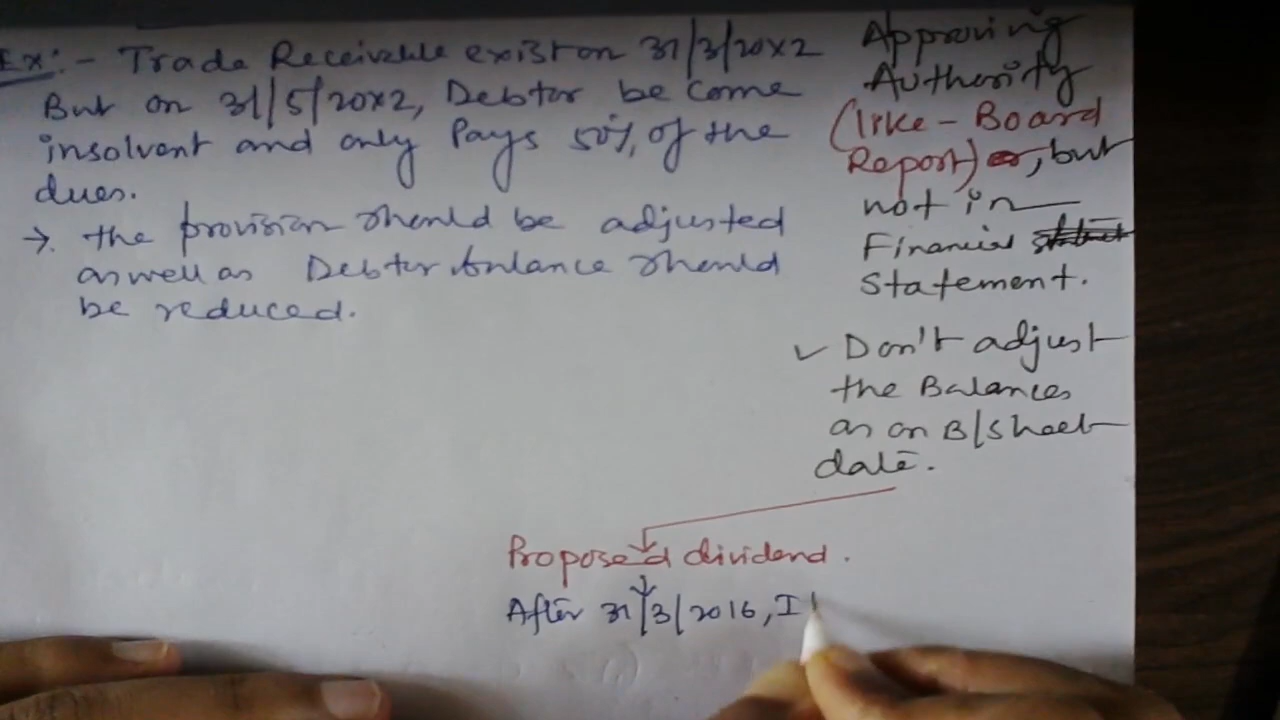 Ex:- Trade Receivable exist on 31/3/20x2
But on 31/5/20x2, Debtor be come
insolvent and only Pays 50% of the
dues.
→. the provision should be adjusted
as well as Debtor balance should
be reduced.
Approving
Authority
(like - Board
Report) , but
not in
Financial
Statement.
✓ Don't adjust
the Balances
as on B/Sheet
date.
Proposed dividend.
After 31/3/2016, I